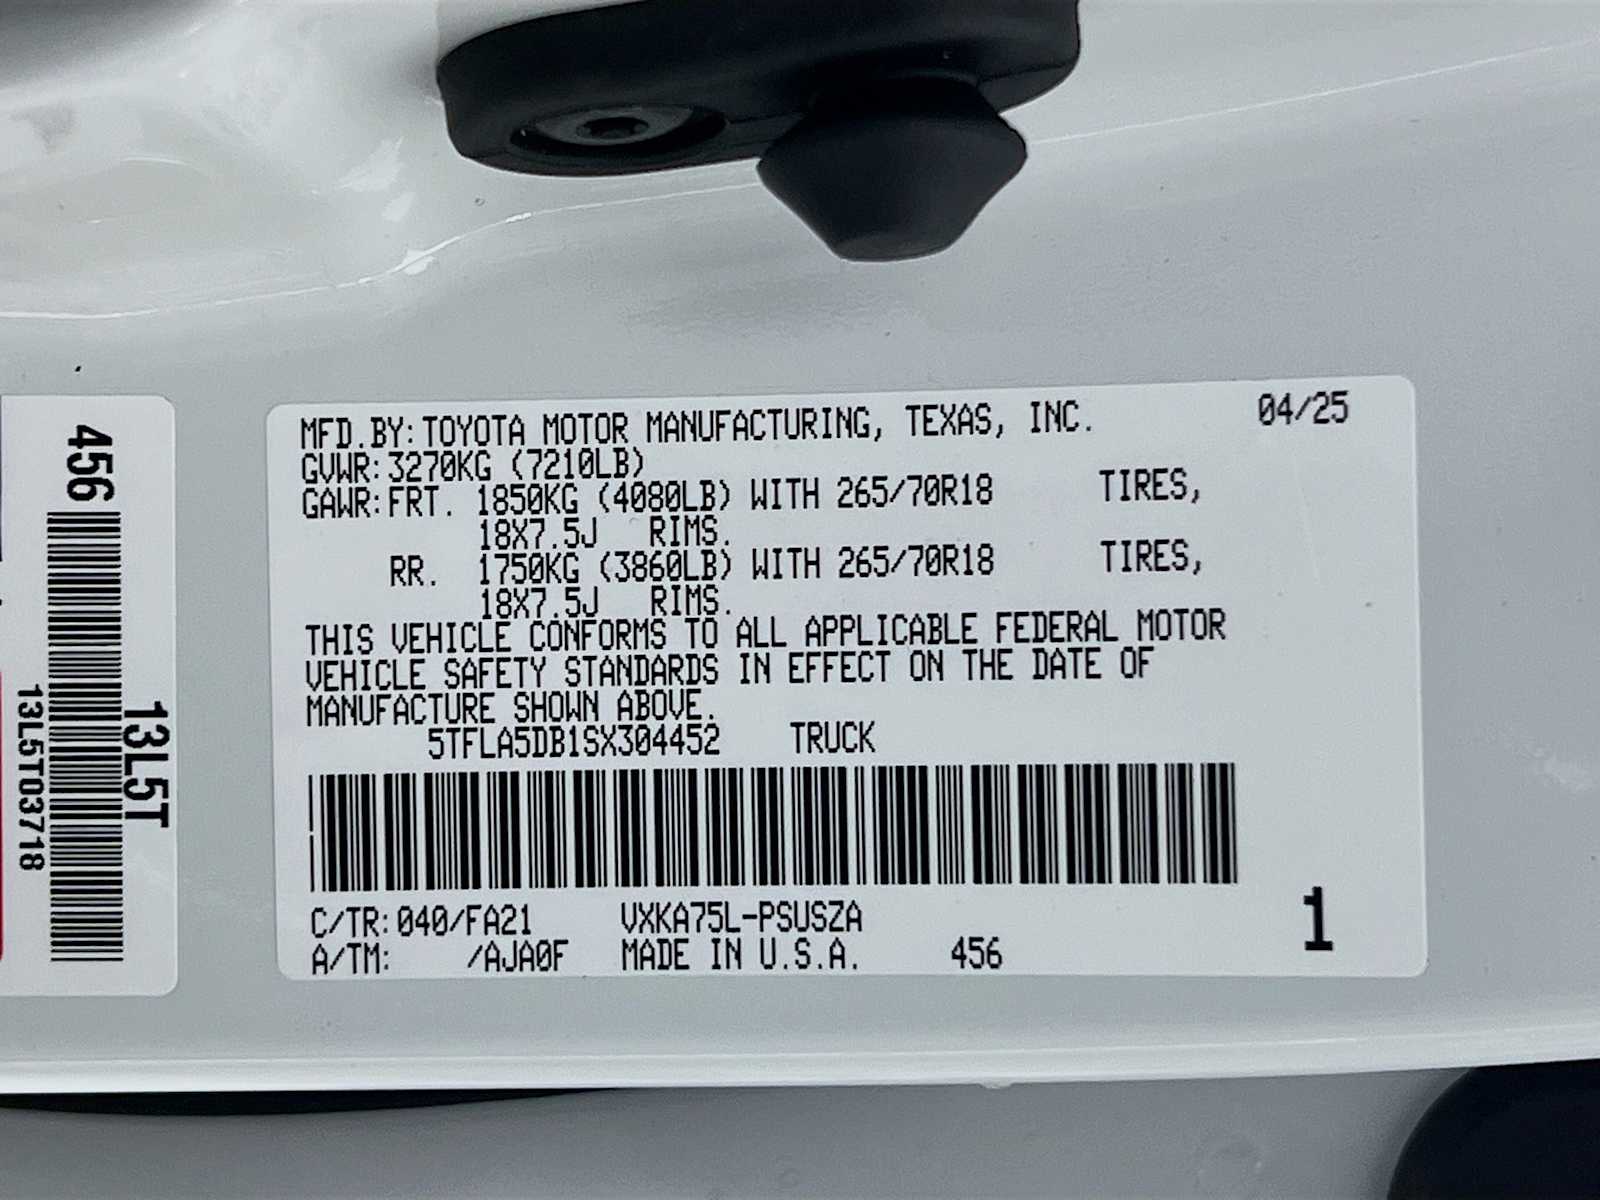 MFD.BY: TOYOTA MOTOR MANUFACTURING, TEXAS, INC. 04/25
GVWR: 3270KG (7210LB)
GAWR: FRT. 1850KG (4080LB) WITH 265/70R18 TIRES,
18X7.5J RIMS.
RR. 1750KG (3860LB) WITH 265/70R18 TIRES,
18X7.5J RIMS.
THIS VEHICLE CONFORMS TO ALL APPLICABLE FEDERAL MOTOR
VEHICLE SAFETY STANDARDS IN EFFECT ON THE DATE OF
MANUFACTURE SHOWN ABOVE.
5TFLA5DB1SX304452 TRUCK
C/TR: 040/FA21 VXKA75L-PSUSZA
A/TM: /AJA0F MADE IN U.S.A. 456
1
456
13L5T
13L5T03718